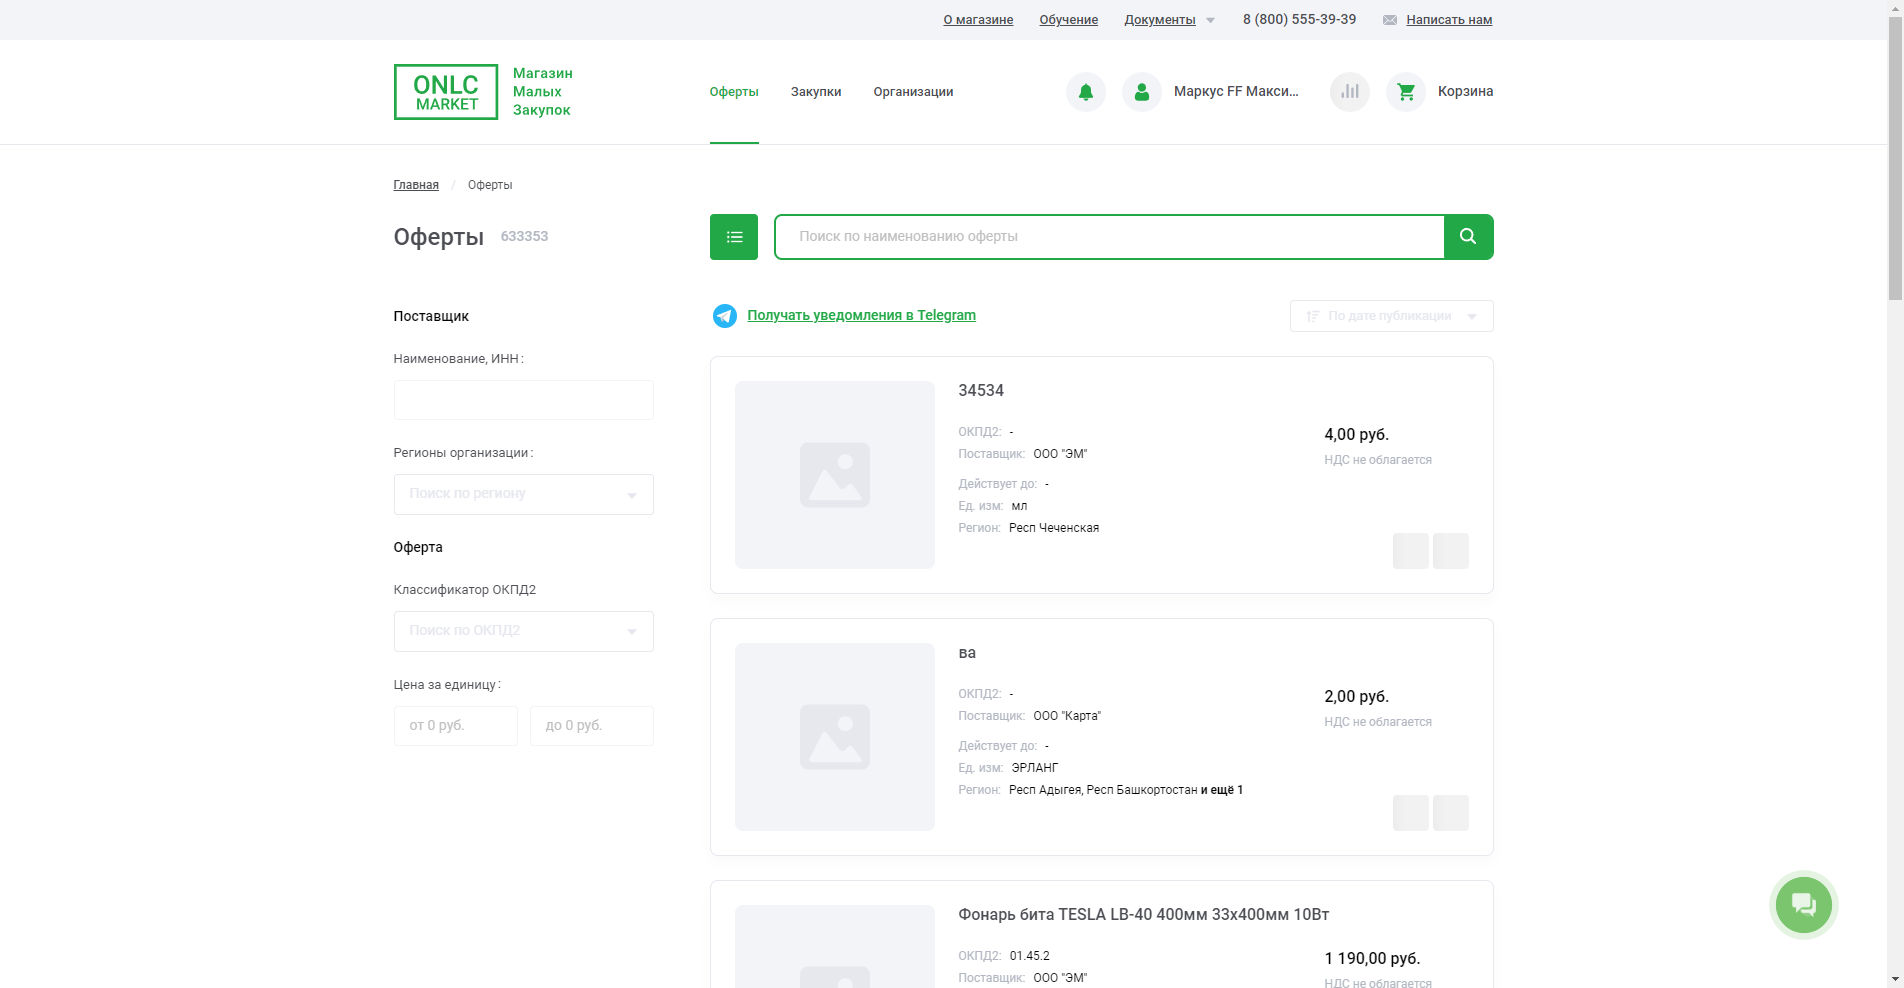 О магазине
Обучение
Документы
8 (800) 555-39-39
Написать нам
ONLC
MARKET
Магазин
Малых
Закупок
Оферты
Закупки
Организации
Маркус FF Макси...
Корзина
Главная / Оферты
Оферты 633353
Поиск по наименованию оферты
Поставщик
Наименование, ИНН:
Регионы организации:
Поиск по региону
Оферта
Классификатор ОКПД2
Поиск по ОКПД2
Цена за единицу:
от 0 руб.
до 0 руб.
Получать уведомления в Telegram
По дате публикации
34534
ОКПД2: -
Поставщик: ООО "ЭМ"
Действует до: -
Ед. изм: мл
Регион: Респ Чеченская
4,00 руб.
НДС не облагается
ва
ОКПД2: -
Поставщик: ООО "Карта"
Действует до: -
Ед. изм: ЭРЛАНГ
Регион: Респ Адыгея, Респ Башкортостан и ещё 1
2,00 руб.
НДС не облагается
Фонарь бита TESLA LB-40 400мм 33х400мм 10Вт
ОКПД2: 01.45.2
Поставщик: ООО "ЭМ"
1 190,00 руб.
НДС не облагается